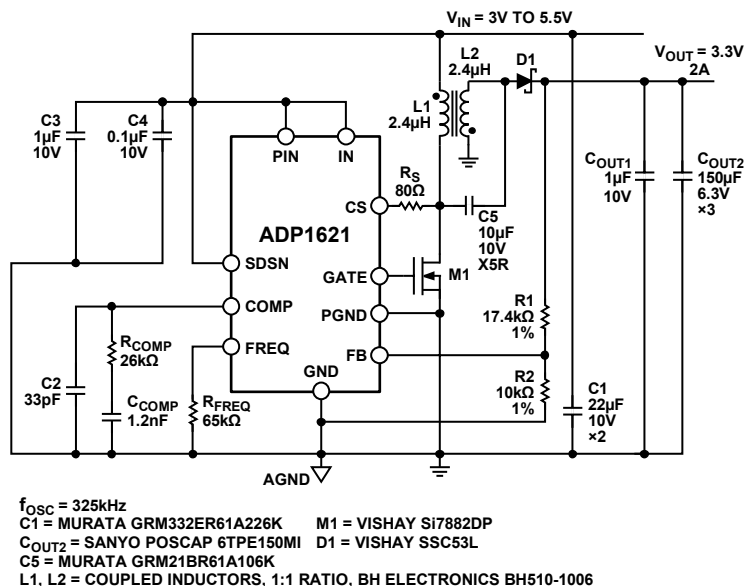 V_IN = 3V TO 5.5V
L2
2.4µH
D1
V_OUT = 3.3V
2A
L1
2.4µH
C3
1µF
10V
C4
0.1µF
10V
PIN
IN
R_S
80Ω
CS
C_OUT1
1µF
10V
C_OUT2
150µF
6.3V
×3
ADP1621
C5
10µF
10V
X5R
SDSN
GATE
M1
COMP
PGND
R1
17.4kΩ
1%
R_COMP
26kΩ
FREQ
FB
GND
R2
10kΩ
1%
C2
33pF
C_COMP
1.2nF
R_FREQ
65kΩ
C1
22µF
10V
×2
AGND
f_OSC = 325kHz
C1 = MURATA GRM332ER61A226K M1 = VISHAY Si7882DP
C_OUT2 = SANYO POSCAP 6TPE150MI D1 = VISHAY SSC53L
C5 = MURATA GRM21BR61A106K
L1, L2 = COUPLED INDUCTORS, 1:1 RATIO, BH ELECTRONICS BH510-1006